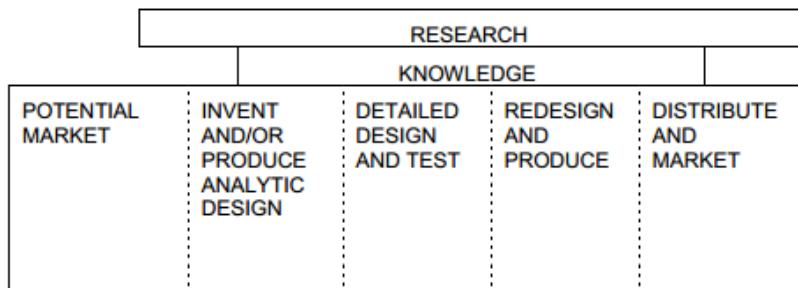 RESEARCH
KNOWLEDGE
POTENTIAL
MARKET
INVENT
AND/OR
PRODUCE
ANALYTIC
DESIGN
DETAILED
DESIGN
AND TEST
REDESIGN
AND
PRODUCE
DISTRIBUTE
AND
MARKET